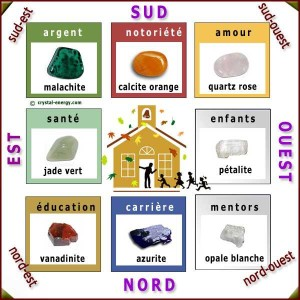 SUD
sud-est
sud-ouest
argent
notoriété
amour
malachite
calcite orange
quartz rose
© crystal-energy.com
EST
santé
enfants
OUEST
jade vert
pétalite
éducation
carrière
mentors
vanadinite
azurite
opale blanche
nord-est
nord-ouest
NORD